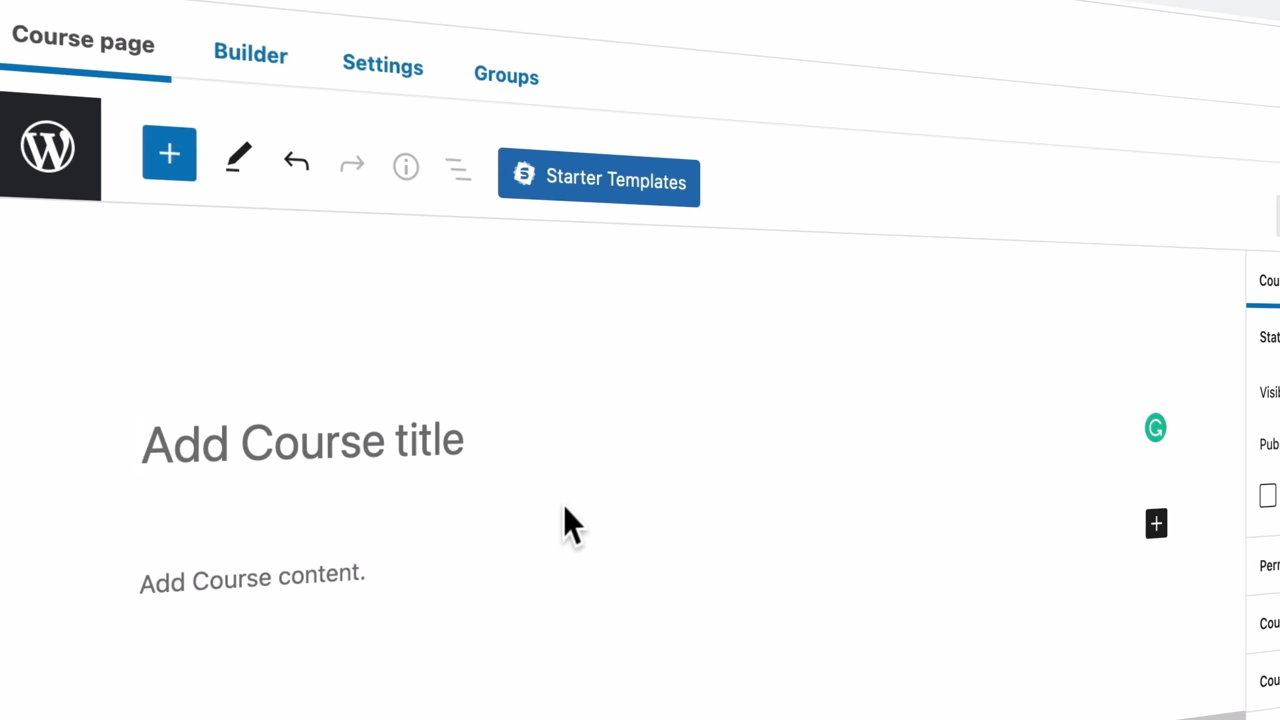 Course page
Builder
Settings
Groups
Starter Templates
Add Course title
Add Course content.